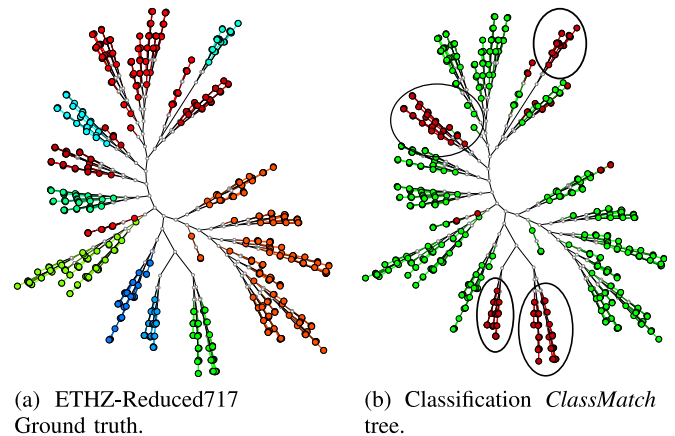 (a) ETHZ-Reduced717
Ground truth.
(b) Classification ClassMatch
tree.